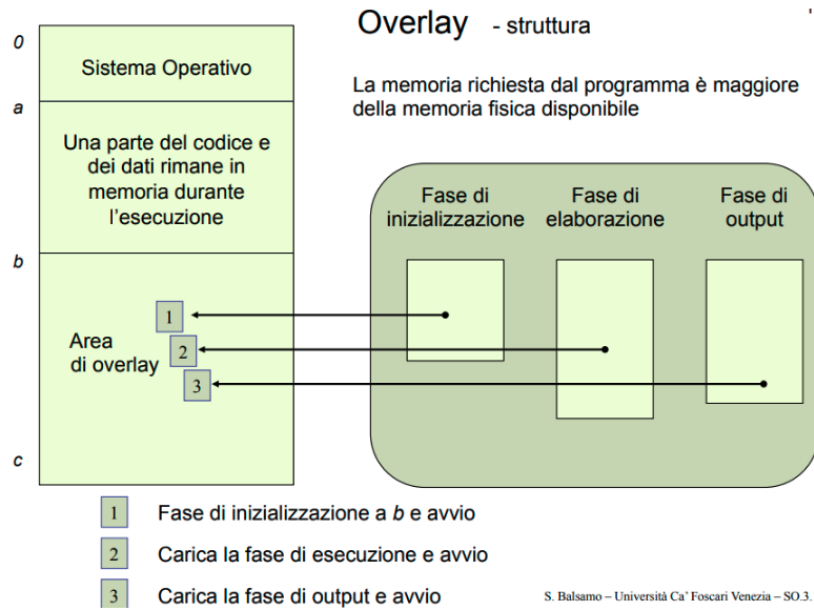 Overlay - struttura
La memoria richiesta dal programma è maggiore
della memoria fisica disponibile
0
Sistema Operativo
a
Una parte del codice e
dei dati rimane in
memoria durante
l'esecuzione
b
Area
di overlay
1
2
3
c
Fase di
inizializzazione
Fase di
elaborazione
Fase di
output
1 Fase di inizializzazione a b e avvio
2 Carica la fase di esecuzione e avvio
3 Carica la fase di output e avvio
S. Balsamo – Università Ca' Foscari Venezia – SO.3.